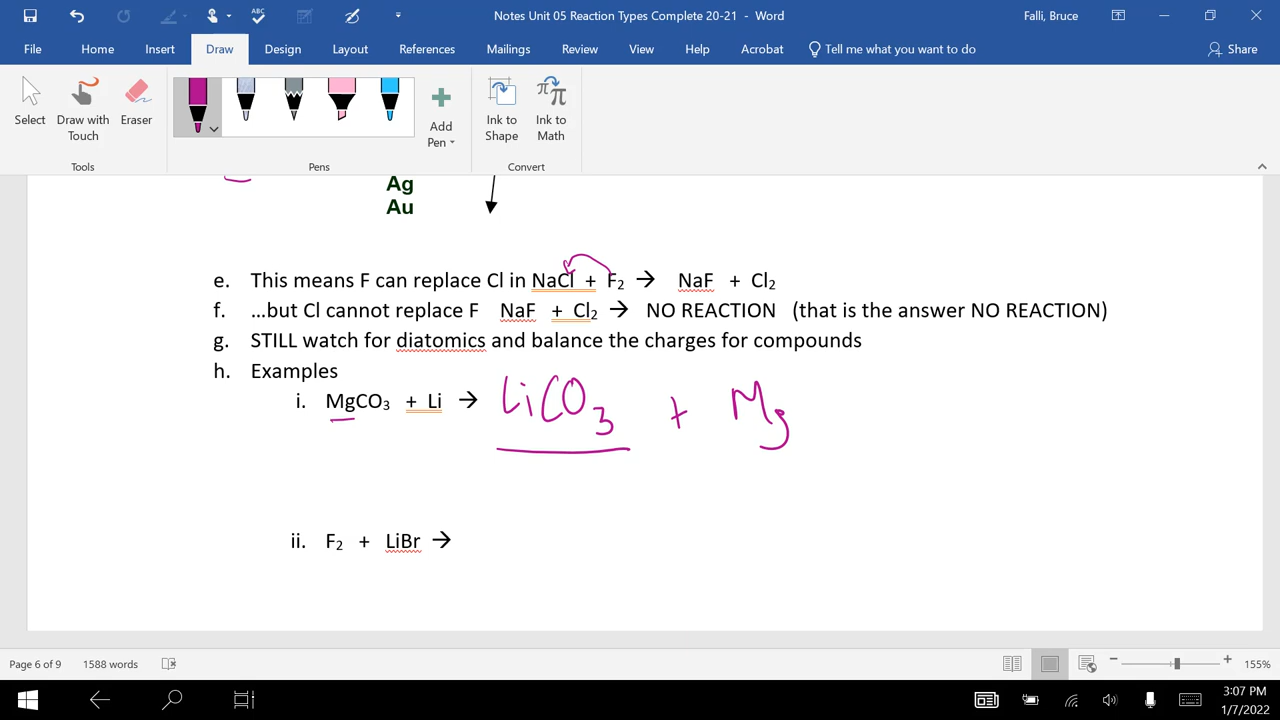 Notes Unit 05 Reaction Types Complete 20-21 - Word
Falli, Bruce
File Home Insert Draw Design Layout References Mailings Review View Help Acrobat Tell me what you want to do Share
Select
Draw with Touch
Eraser
Add Pen
Ink to Shape
Ink to Math
Tools Pens Convert
Ag
Au
e. This means F can replace Cl in NaCl + F₂ → NaF + Cl₂
f. ...but Cl cannot replace F NaF + Cl₂ → NO REACTION (that is the answer NO REACTION)
g. STILL watch for diatomics and balance the charges for compounds
h. Examples
i. MgCO₃ + Li → LiCO₃ + Mg
ii. F₂ + LiBr →
Page 6 of 9 1588 words 155%
3:07 PM
1/7/2022